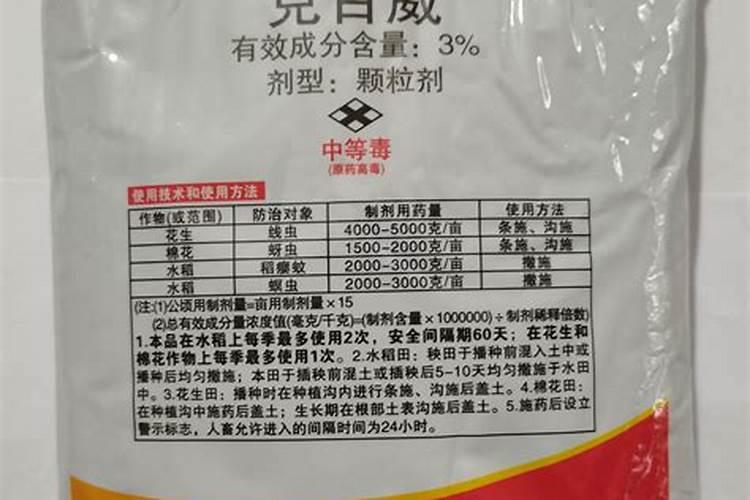 克百威
有效成分含量：3%
剂型：颗粒剂
中等毒
(原药高毒)
使用技术和使用方法
作物(或范围) 防治对象 制剂用药量 使用方法
花生 线虫 4000-5000克/亩 条施、沟施
棉花 蚜虫 1500-2000克/亩 条施、沟施
水稻 稻瘿蚊 2000-3000克/亩 撒施
水稻 螟虫 2000-3000克/亩 撒施
(注:(1)公顷用制剂量=亩用制剂量×15
(2)总有效成分量浓度值(毫克/千克)=(制剂含量×1000000)÷制剂稀释倍数)
1.本品在水稻上每季最多使用2次，安全间隔期60天；在花生和
棉花作物上每季最多使用1次。2.水稻田：秧田于播种前混入土中或
播种后均匀撒施；本田于插秧前混土或插秧后5-10天均匀撒施于水田
中。3.花生田：播种时在种植沟内进行条施、沟施后盖土。4.棉花田：
在种植沟中施药后盖土；生长期在根部土表沟施后盖土。5.施药后设立
警示标志，人畜允许进入的间隔时间为24小时。